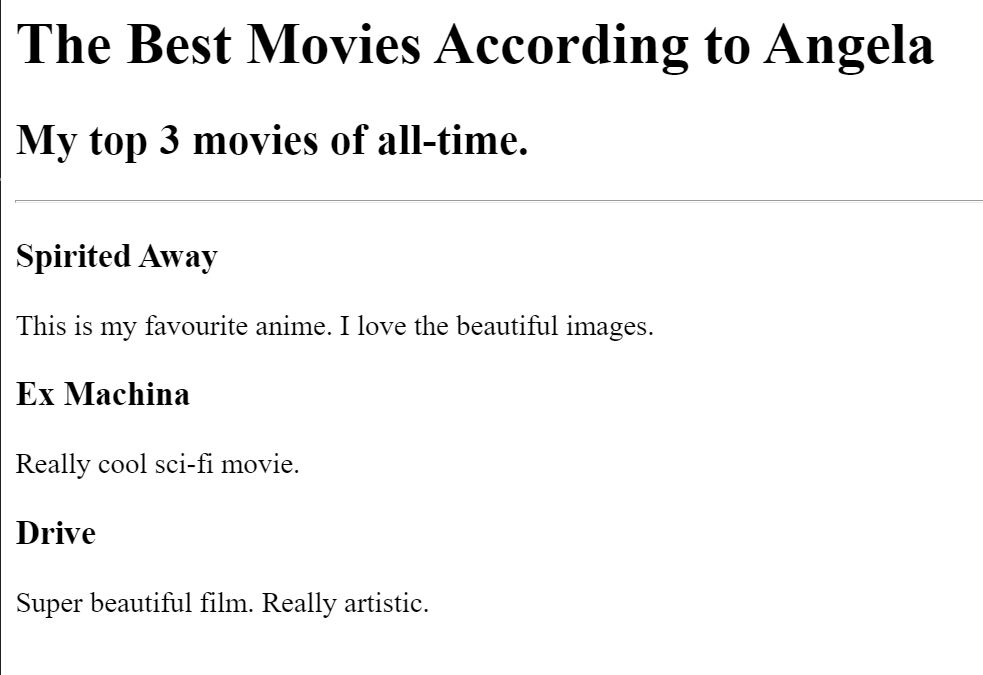 The Best Movies According to Angela
My top 3 movies of all-time.
Spirited Away
This is my favourite anime. I love the beautiful images.
Ex Machina
Really cool sci-fi movie.
Drive
Super beautiful film. Really artistic.